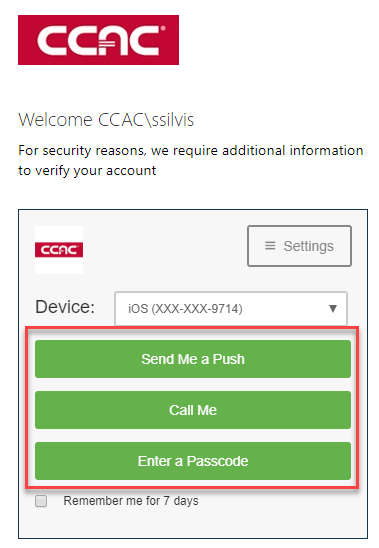 CCAC
Welcome CCAC\ssilvis
For security reasons, we require additional information
to verify your account
CCAC
Settings
Device:
iOS (XXX-XXX-9714)
Send Me a Push
Call Me
Enter a Passcode
Remember me for 7 days